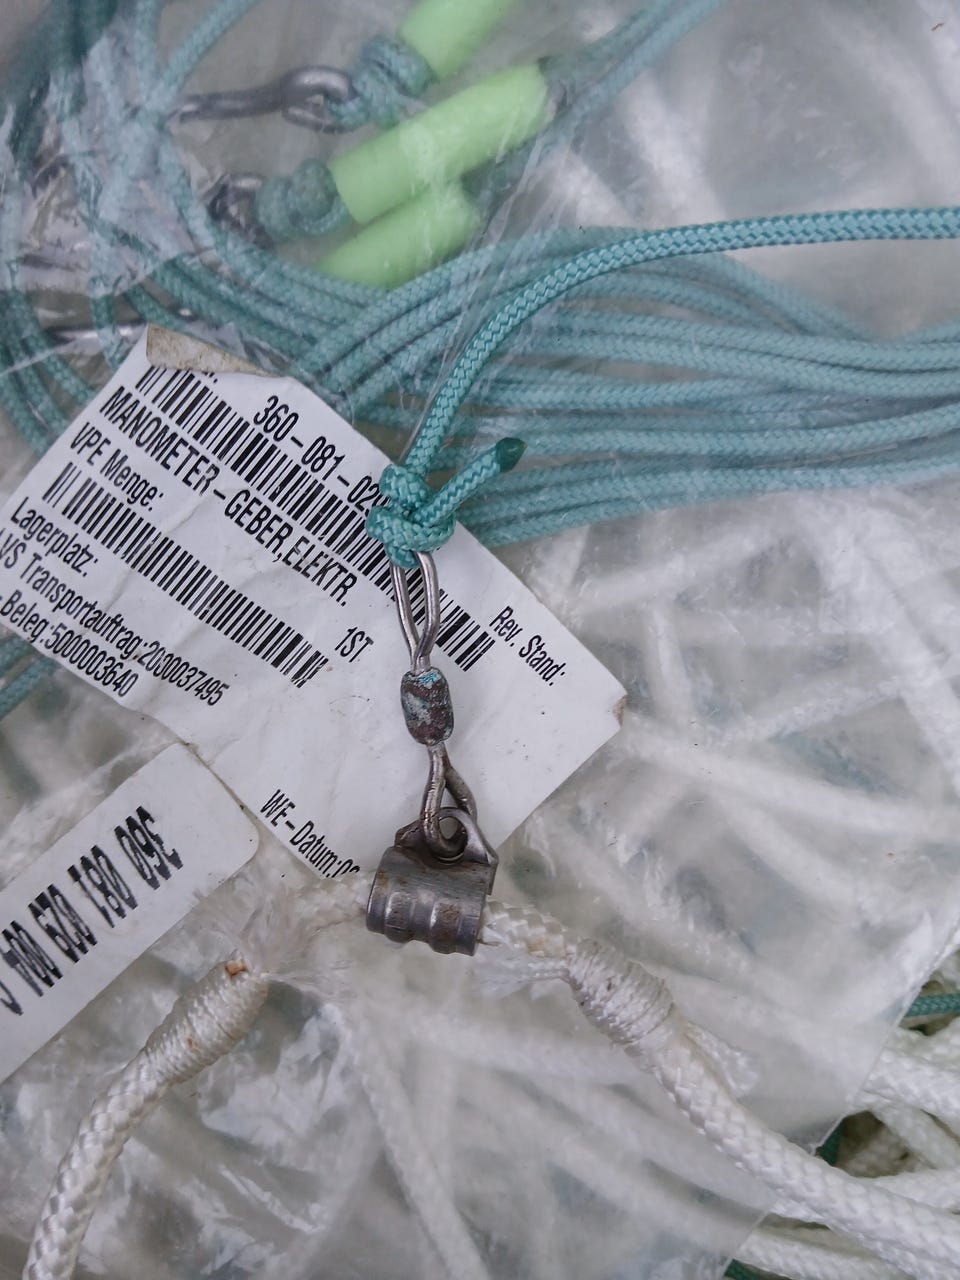 360-081-02
MANOMETER-GEBER,ELEKTR.
VPE Menge:
1ST
Rev. Stand:
Lagerplatz:
Transportauftrag:2030037495
Beleg:5000003640
WE-Datum:
360 081 029 00A